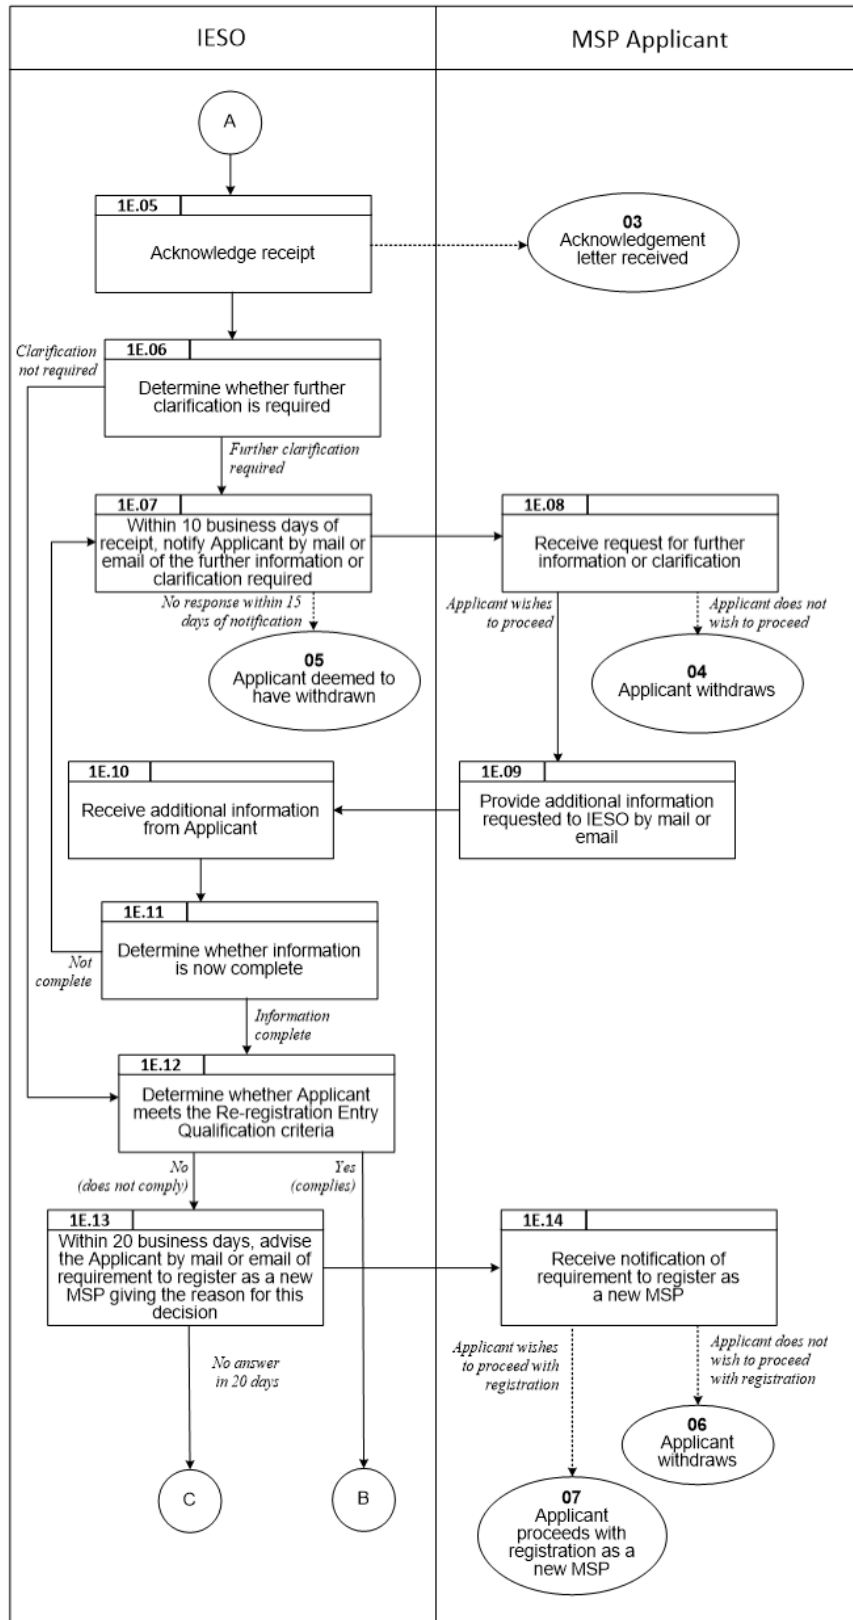 IESO
MSP Applicant
A
1E.05
Acknowledge receipt
03
Acknowledgement
letter received
Clarification
not required
1E.06
Determine whether further
clarification is required
Further clarification
required
1E.07
Within 10 business days of
receipt, notify Applicant by mail or
email of the further information or
clarification required
1E.08
Receive request for further
information or clarification
No response within 15
days of notification
Applicant wishes
to proceed
Applicant does not
wish to proceed
05
Applicant deemed to
have withdrawn
04
Applicant withdraws
1E.10
Receive additional information
from Applicant
1E.09
Provide additional information
requested to IESO by mail or
email
1E.11
Determine whether information
is now complete
Not
complete
Information
complete
1E.12
Determine whether Applicant
meets the Re-registration Entry
Qualification criteria
No
(does not comply)
Yes
(complies)
1E.13
Within 20 business days, advise
the Applicant by mail or email of
requirement to register as a new
MSP giving the reason for this
decision
1E.14
Receive notification of
requirement to register as
a new MSP
No answer
in 20 days
Applicant wishes
to proceed with
registration
Applicant does not
wish to proceed
with registration
06
Applicant
withdraws
C
B
07
Applicant
proceeds with
registration as a
new MSP